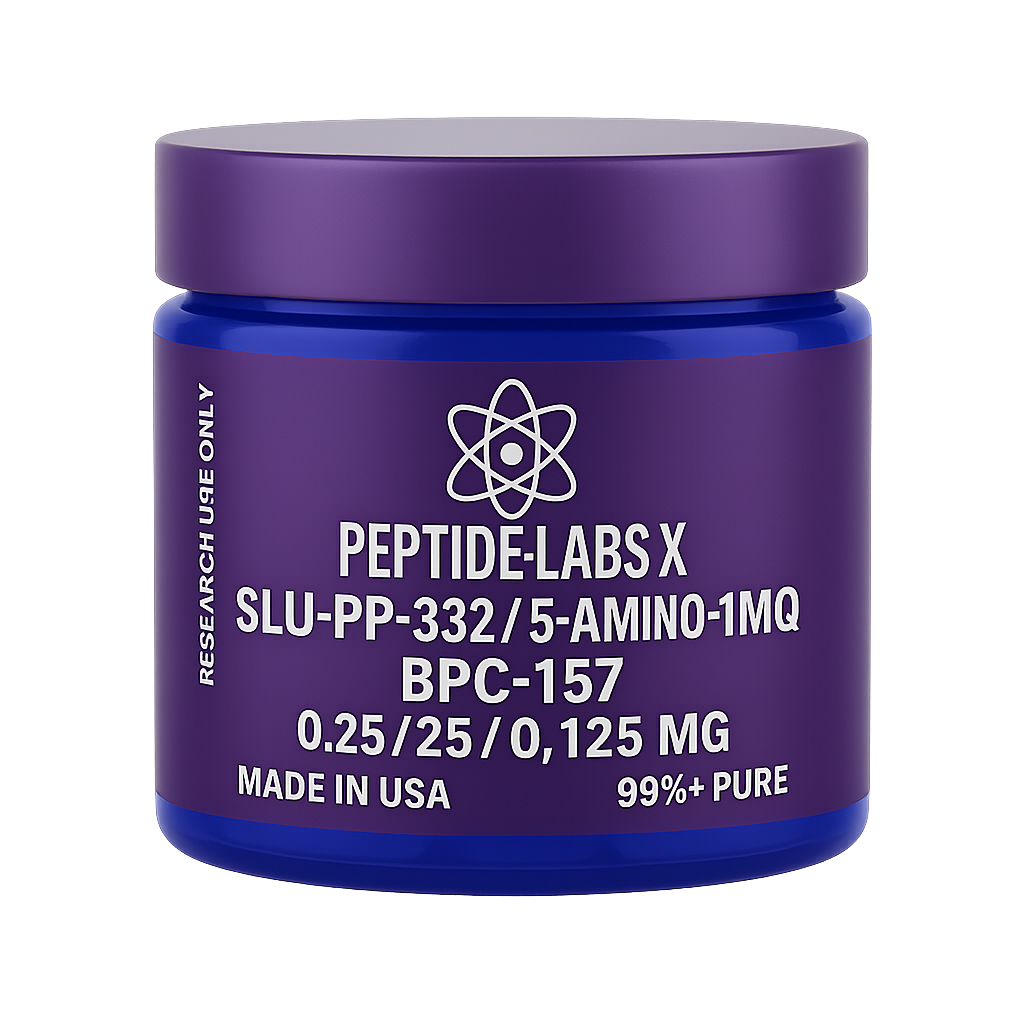 RESEARCH USE ONLY
PEPTIDE-LABS X
SLU-PP-332 / 5-AMINO-1MQ
BPC-157
0.25 / 25 / 0,125 MG
MADE IN USA
99%+ PURE